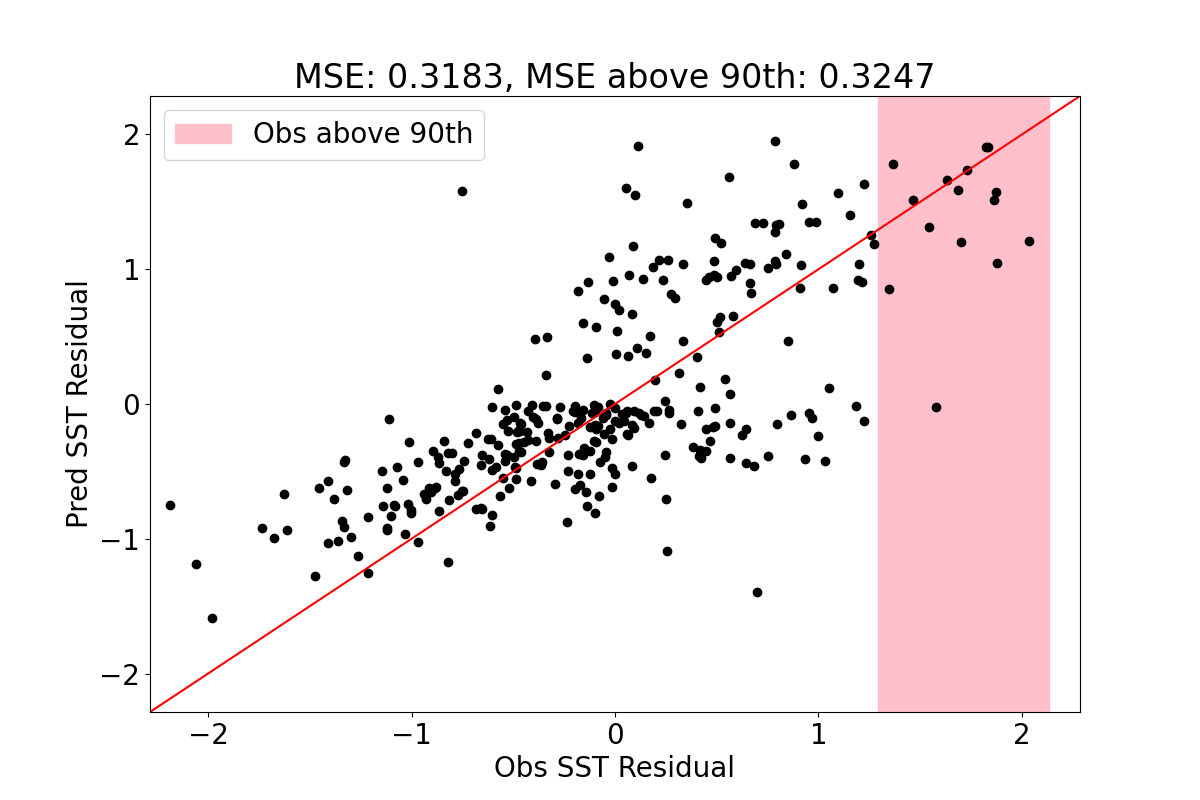 MSE: 0.3183, MSE above 90th: 0.3247
Obs above 90th
Pred SST Residual
2
1
0
−1
−2
−2
−1
0
1
2
Obs SST Residual